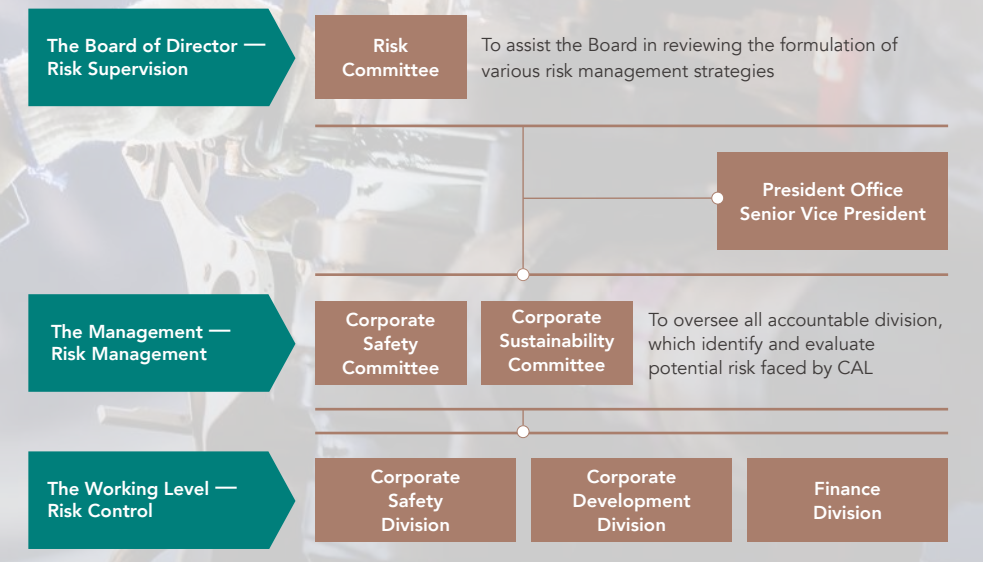 The Board of Director —
Risk Supervision
Risk
Committee
To assist the Board in reviewing the formulation of
various risk management strategies
President Office
Senior Vice President
The Management —
Risk Management
Corporate
Safety
Committee
Corporate
Sustainability
Committee
To oversee all accountable division,
which identify and evaluate
potential risk faced by CAL
The Working Level —
Risk Control
Corporate
Safety
Division
Corporate
Development
Division
Finance
Division